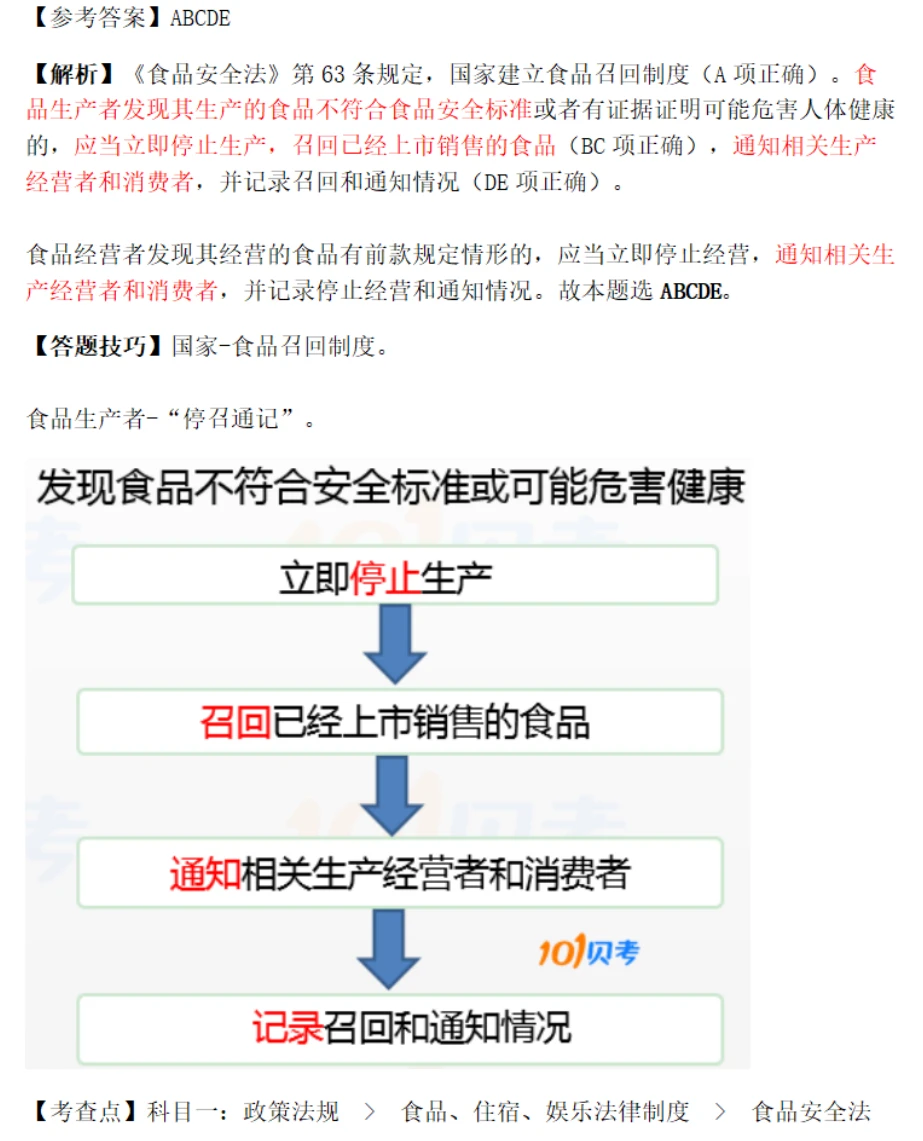 【参考答案】ABCDE
【解析】《食品安全法》第 63 条规定，国家建立食品召回制度（A 项正确）。食
品生产者发现其生产的食品不符合食品安全标准或者有证据证明可能危害人体健康
的，应当立即停止生产，召回已经上市销售的食品（BC 项正确），通知相关生产
经营者和消费者，并记录召回和通知情况（DE 项正确）。
食品经营者发现其经营的食品有前款规定情形的，应当立即停止经营，通知相关生
产经营者和消费者，并记录停止经营和通知情况。故本题选 ABCDE。
【答题技巧】国家-食品召回制度。
食品生产者-“停召通记”。
发现食品不符合安全标准或可能危害健康
立即停止生产
召回已经上市销售的食品
通知相关生产经营者和消费者
101贝考
记录召回和通知情况
【考查点】科目一：政策法规 > 食品、住宿、娱乐法律制度 > 食品安全法